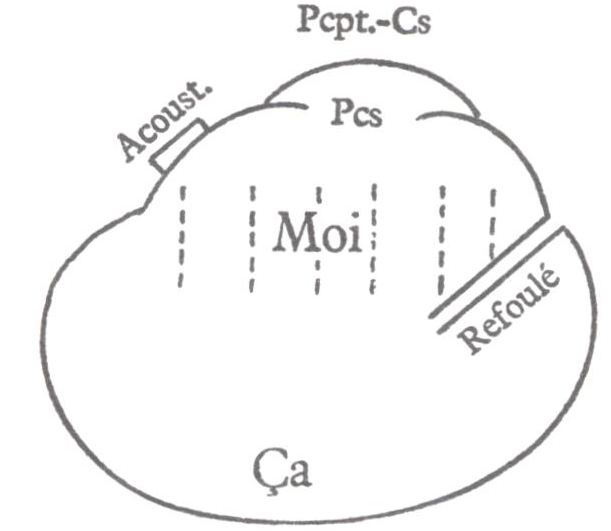 Pcpt.-Cs
Acoust.
Pcs
Moi
Refoulé
Ça